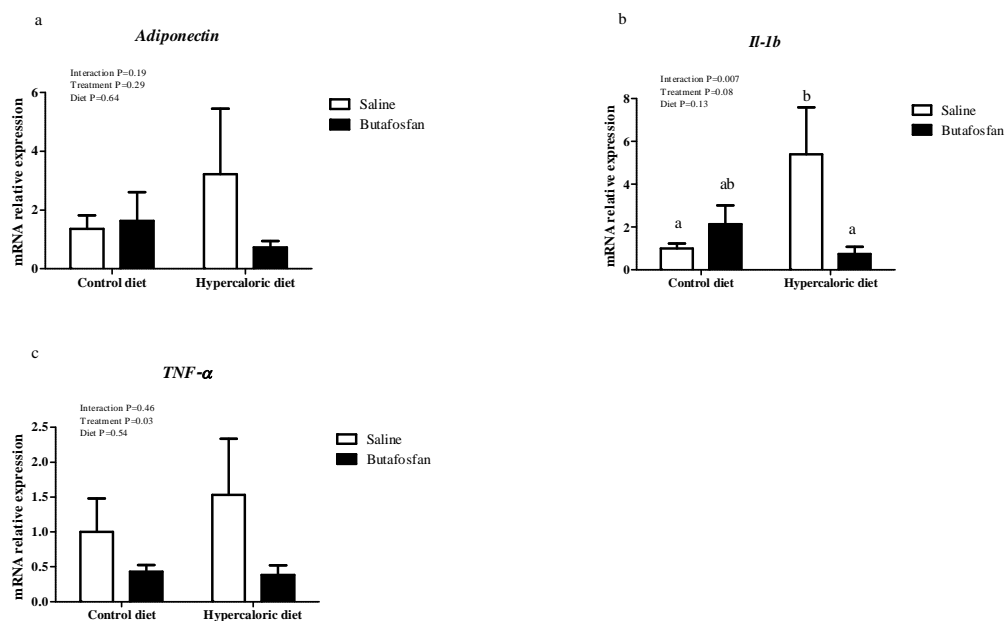 a
Adiponectin
Interaction P=0.19
Treatment P=0.29
Diet P=0.64
mRNA relative expression
6
4
2
0
Control diet
Hypercaloric diet
Saline
Butafosfan
b
Il-1b
Interaction P=0.007
Treatment P=0.08
Diet P=0.13
mRNA relative expression
8
6
4
2
0
a
ab
b
a
Control diet
Hypercaloric diet
Saline
Butafosfan
c
TNF-α
Interaction P=0.46
Treatment P=0.03
Diet P=0.54
mRNA relative expression
2.5
2.0
1.5
1.0
0.5
0.0
Control diet
Hypercaloric diet
Saline
Butafosfan